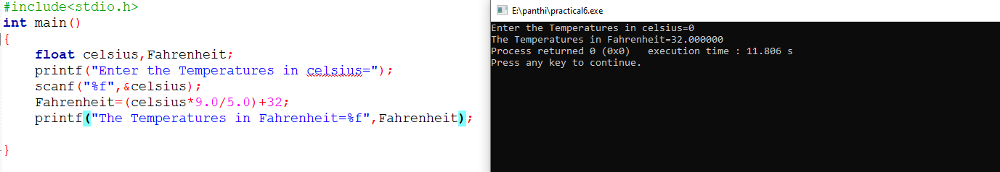 #include<stdio.h>
int main()
{
float celsius,Fahrenheit;
printf("Enter the Temperatures in celsius=");
scanf("%f",&celsius);
Fahrenheit=(celsius*9.0/5.0)+32;
printf("The Temperatures in Fahrenheit=%f",Fahrenheit);
}
E:\panthi\practical6.exe
Enter the Temperatures in celsius=0
The Temperatures in Fahrenheit=32.000000
Process returned 0 (0x0)   execution time : 11.806 s
Press any key to continue.